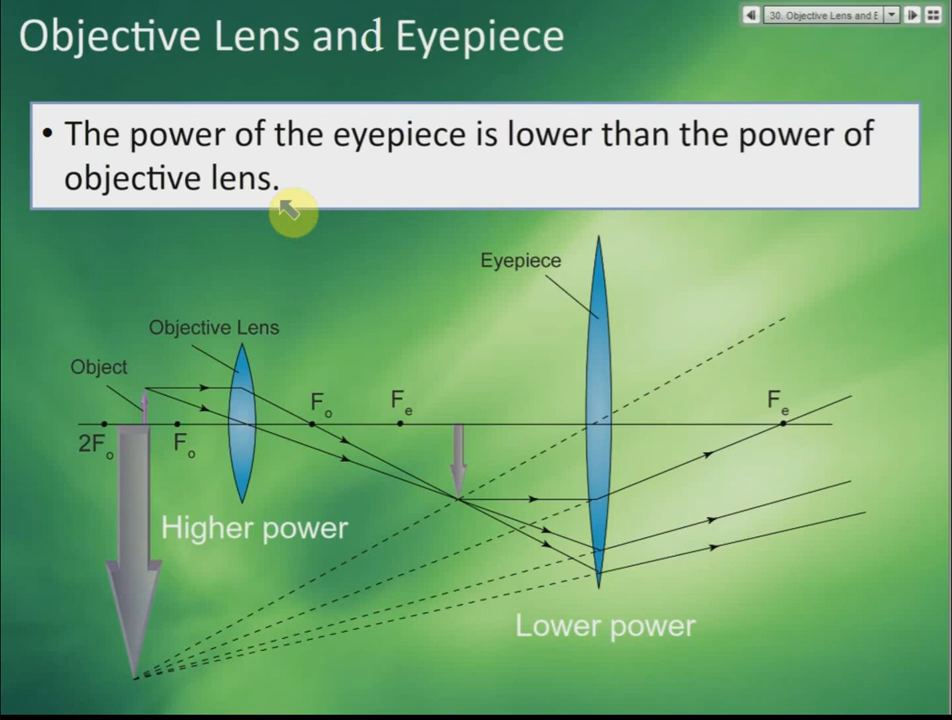 Objective Lens and Eyepiece
30. Objective Lens and E
• The power of the eyepiece is lower than the power of
objective lens.
Eyepiece
Objective Lens
Object
Fo
Fe
Fe
2Fo
Fo
Higher power
Lower power